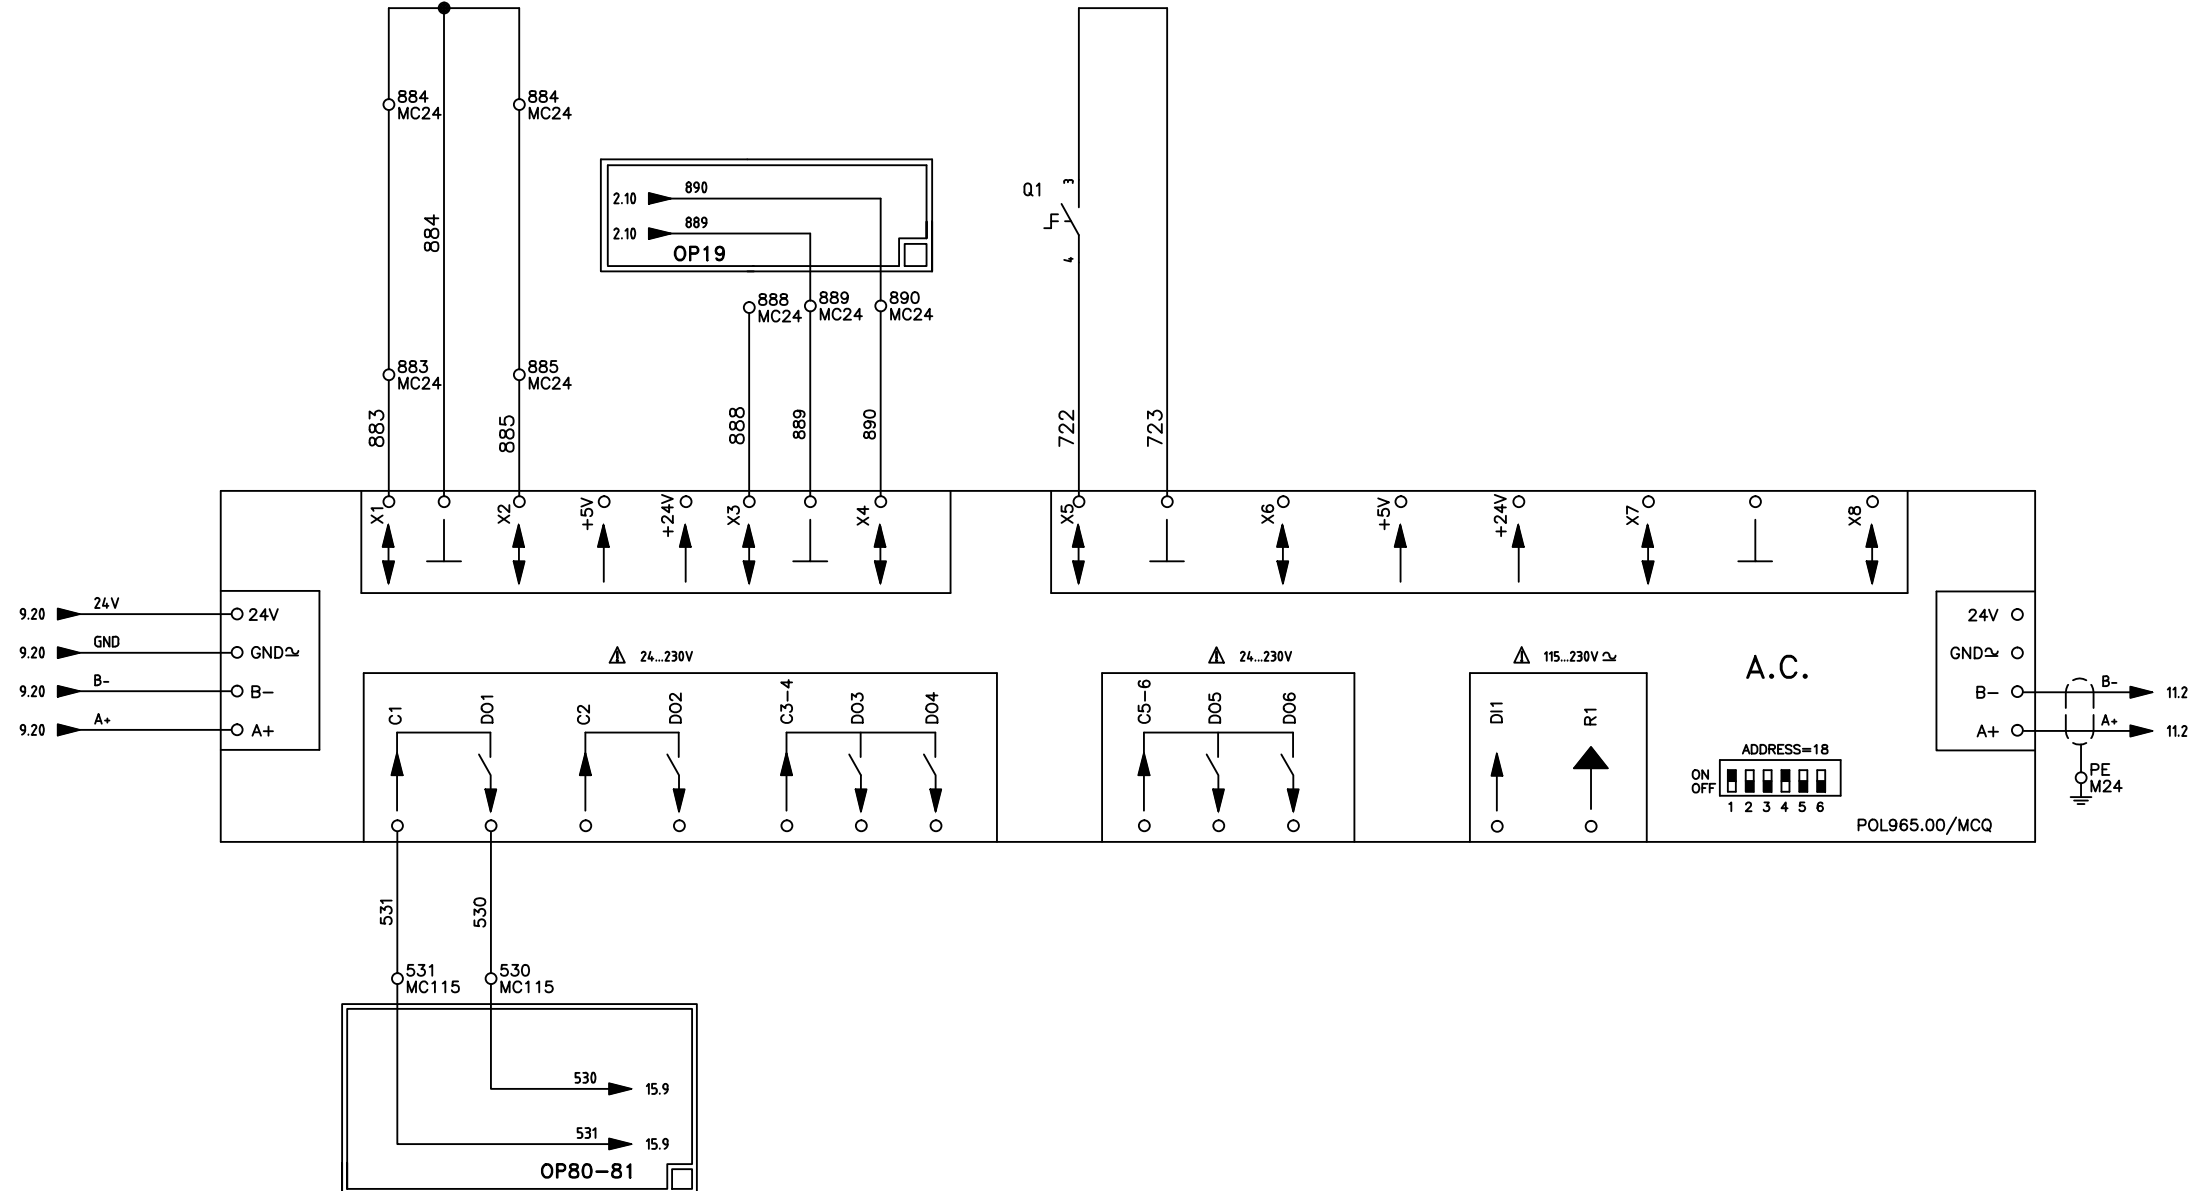 884
MC24
884
MC24
884
2.10
890
2.10
889
OP19
Q1
3
4
888
MC24
889
MC24
890
MC24
883
MC24
885
MC24
883
885
888
889
890
722
723
X1
X2
+5V
+24V
X3
X4
X5
X6
+5V
+24V
X7
X8
9.20
24V
24V
9.20
GND
GND
9.20
B-
B-
9.20
A+
A+
24...230V
24...230V
115...230V
C1
DO1
C2
DO2
C3-4
DO3
DO4
C5-6
DO5
DO6
DI1
R1
A.C.
24V
GND
B-
B-
11.2
A+
A+
11.2
ADDRESS=18
ON
OFF
1 2 3 4 5 6
PE
M24
POL965.00/MCQ
531
530
531
MC115
530
MC115
530
15.9
531
15.9
OP80-81